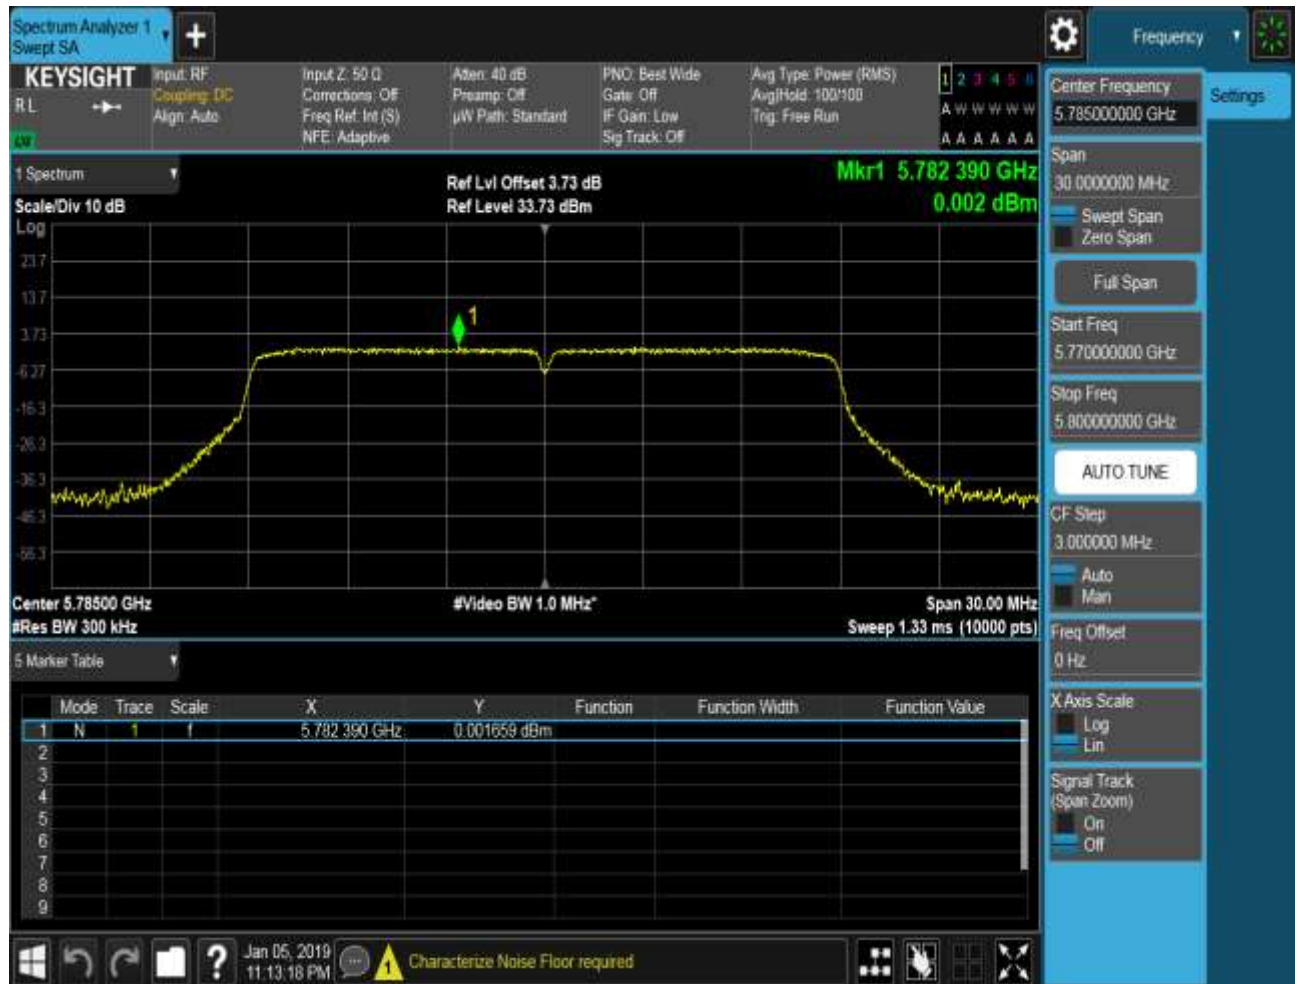 Spectrum Analyzer 1
Swept SA
Frequency
KEYSIGHT
RL
Input: RF
Coupling: DC
Align: Auto
Input Z: 50 Ω
Corrections: Off
Freq Ref: Int (S)
NFE: Adaptive
Atten: 40 dB
Preamp: Off
µW Path: Standard
PNO: Best Wide
Gate: Off
IF Gain: Low
Sig Track: Off
Avg Type: Power (RMS)
Avg|Hold: 100/100
Trig: Free Run
1 2 3 4 5 6
A W W W W W
A A A A A A
1 Spectrum
Scale/Div 10 dB
Ref Lvl Offset 3.73 dB
Ref Level 33.73 dBm
Mkr1 5.782 390 GHz
0.002 dBm
Log
23.7
13.7
3.73
-6.27
-16.3
-26.3
-36.3
-46.3
-56.3
1
Center 5.78500 GHz
#Video BW 1.0 MHz*
Span 30.00 MHz
#Res BW 300 kHz
Sweep 1.33 ms (10000 pts)
5 Marker Table
Mode Trace Scale X Y Function Function Width Function Value
1 N 1 f 5.782 390 GHz 0.001659 dBm
2
3
4
5
6
7
8
9
Jan 05, 2019
11:13:18 PM
Characterize Noise Floor required
Center Frequency
5.785000000 GHz
Settings
Span
30.0000000 MHz
Swept Span
Zero Span
Full Span
Start Freq
5.770000000 GHz
Stop Freq
5.800000000 GHz
AUTO TUNE
CF Step
3.000000 MHz
Auto
Man
Freq Offset
0 Hz
X Axis Scale
Log
Lin
Signal Track
(Span Zoom)
On
Off